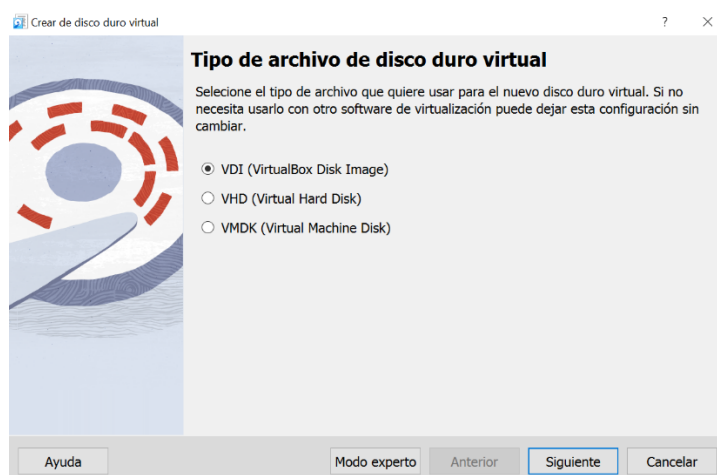 Crear de disco duro virtual
?
Tipo de archivo de disco duro virtual
Selecione el tipo de archivo que quiere usar para el nuevo disco duro virtual. Si no
necesita usarlo con otro software de virtualización puede dejar esta configuración sin
cambiar.
VDI (VirtualBox Disk Image)
VHD (Virtual Hard Disk)
VMDK (Virtual Machine Disk)
Ayuda Modo experto Anterior Siguiente Cancelar